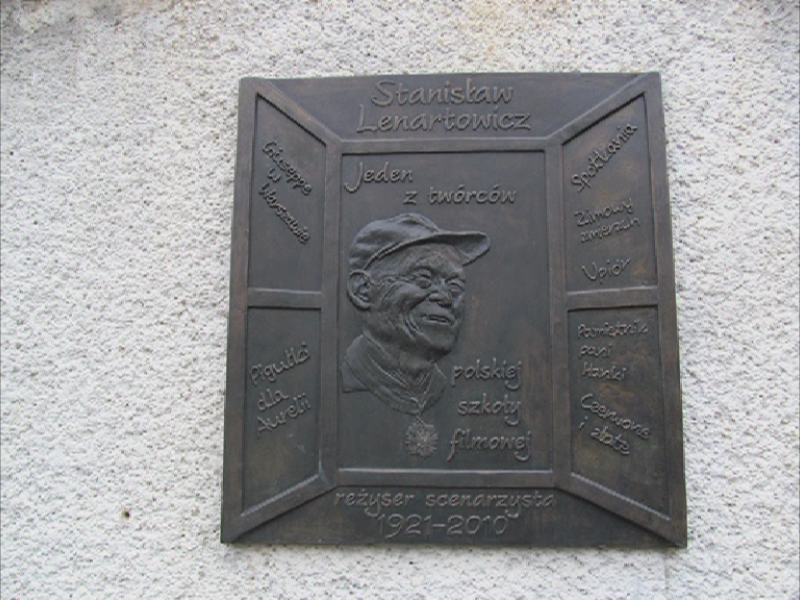 Stanisław
Lenartowicz
Jeden
z twórców
polskiej
szkoły
filmowej
Giuseppe
w
Warszawie
Pigułki
dla
Aurelii
Spotkania
Zimowy
zmierzch
Upiór
Pamiętnik
pani
Hanki
Czerwone
i złote
reżyser scenarzysta
1921-2010